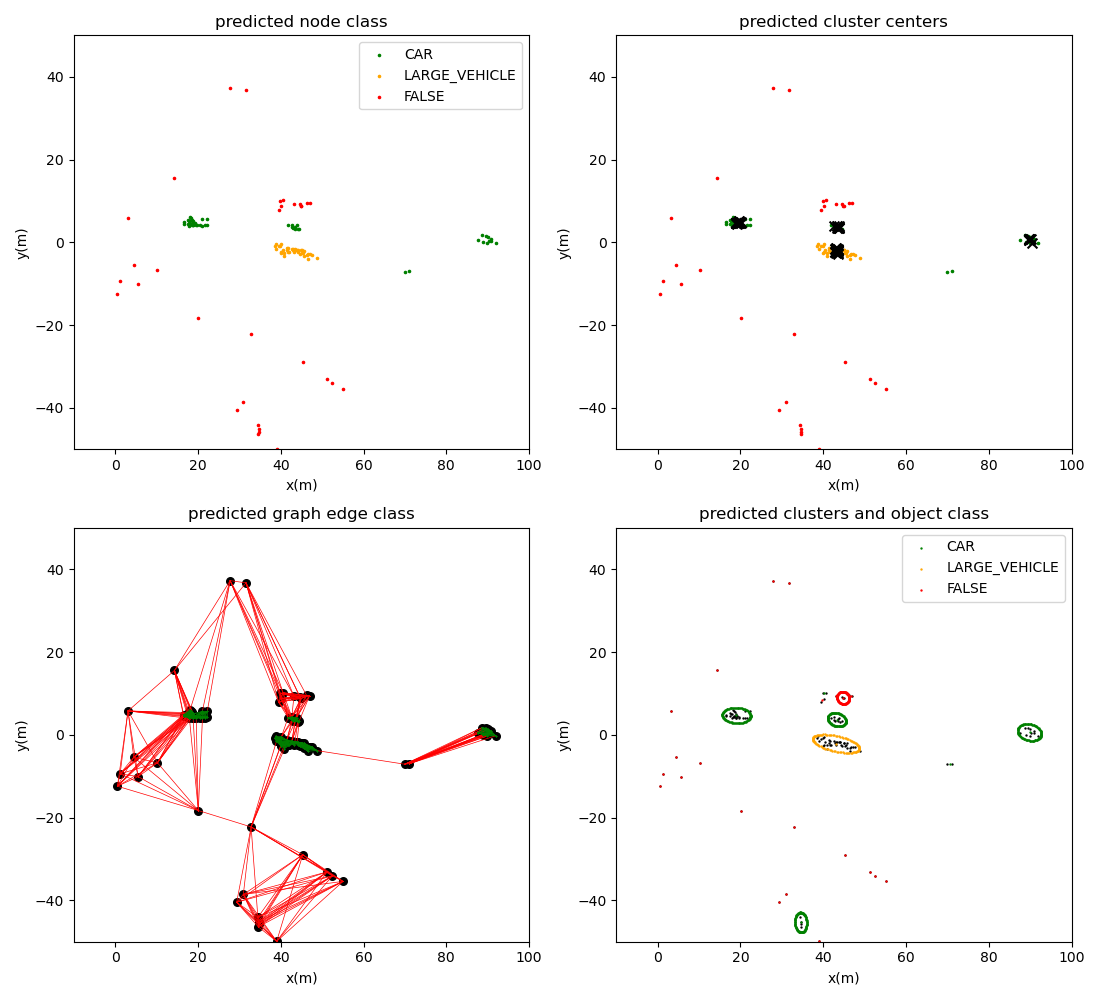 predicted node class
CAR
LARGE_VEHICLE
FALSE
40
20
0
−20
−40
y(m)
0 20 40 60 80 100
x(m)
predicted cluster centers
40
20
0
−20
−40
y(m)
0 20 40 60 80 100
x(m)
predicted graph edge class
40
20
0
−20
−40
y(m)
0 20 40 60 80 100
x(m)
predicted clusters and object class
CAR
LARGE_VEHICLE
FALSE
40
20
0
−20
−40
y(m)
0 20 40 60 80 100
x(m)